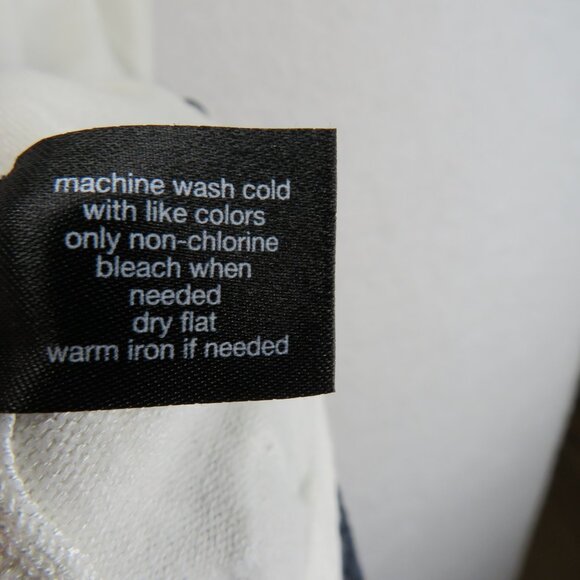 machine wash cold
with like colors
only non-chlorine
bleach when
needed
dry flat
warm iron if needed